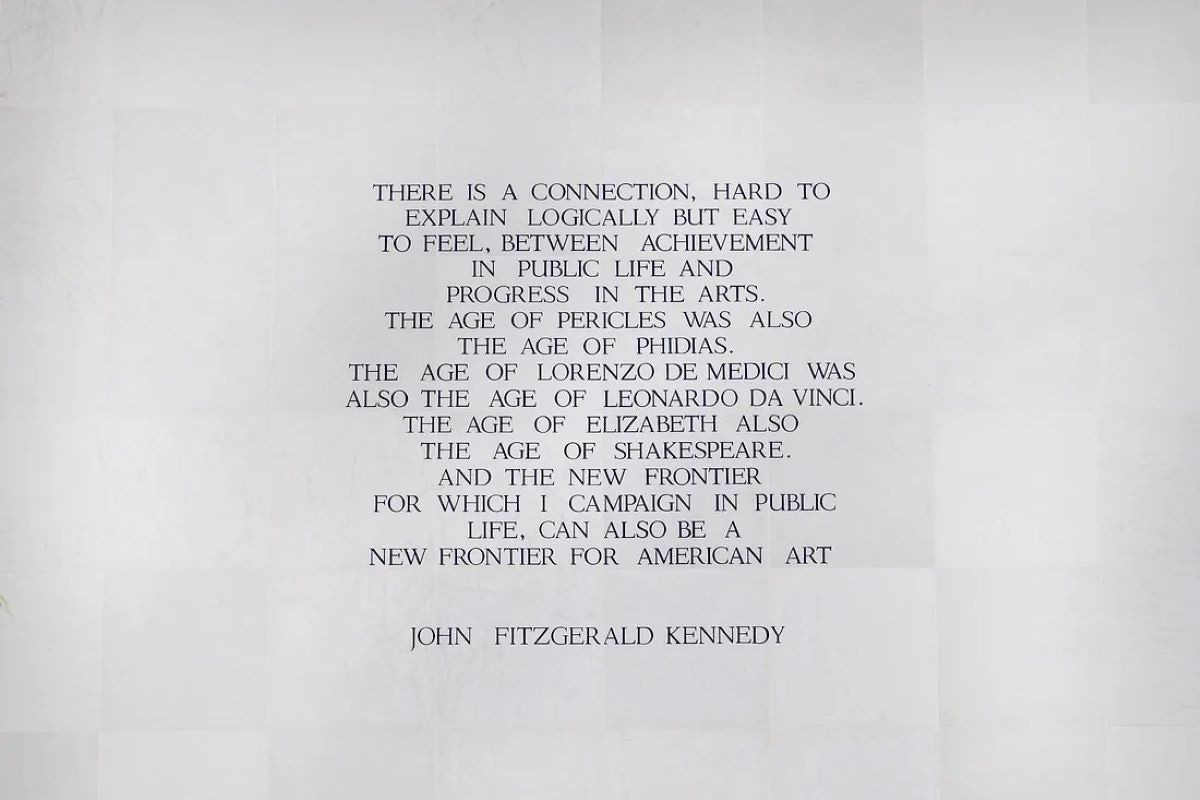 THERE IS A CONNECTION, HARD TO
EXPLAIN LOGICALLY BUT EASY
TO FEEL, BETWEEN ACHIEVEMENT
IN PUBLIC LIFE AND
PROGRESS IN THE ARTS.
THE AGE OF PERICLES WAS ALSO
THE AGE OF PHIDIAS.
THE AGE OF LORENZO DE MEDICI WAS
ALSO THE AGE OF LEONARDO DA VINCI.
THE AGE OF ELIZABETH ALSO
THE AGE OF SHAKESPEARE.
AND THE NEW FRONTIER
FOR WHICH I CAMPAIGN IN PUBLIC
LIFE, CAN ALSO BE A
NEW FRONTIER FOR AMERICAN ART
JOHN FITZGERALD KENNEDY